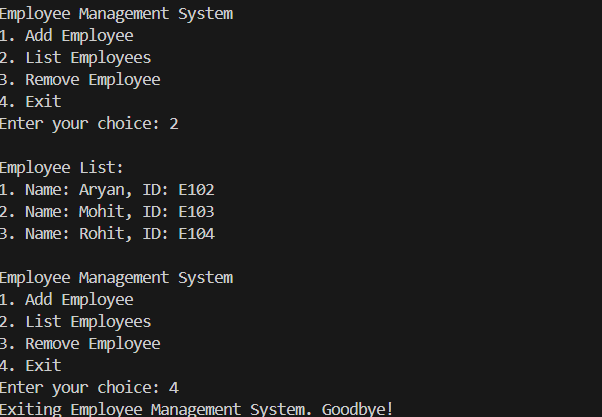 Employee Management System
1. Add Employee
2. List Employees
3. Remove Employee
4. Exit
Enter your choice: 2
Employee List:
1. Name: Aryan, ID: E102
2. Name: Mohit, ID: E103
3. Name: Rohit, ID: E104
Employee Management System
1. Add Employee
2. List Employees
3. Remove Employee
4. Exit
Enter your choice: 4
Exiting Employee Management System. Goodbye!